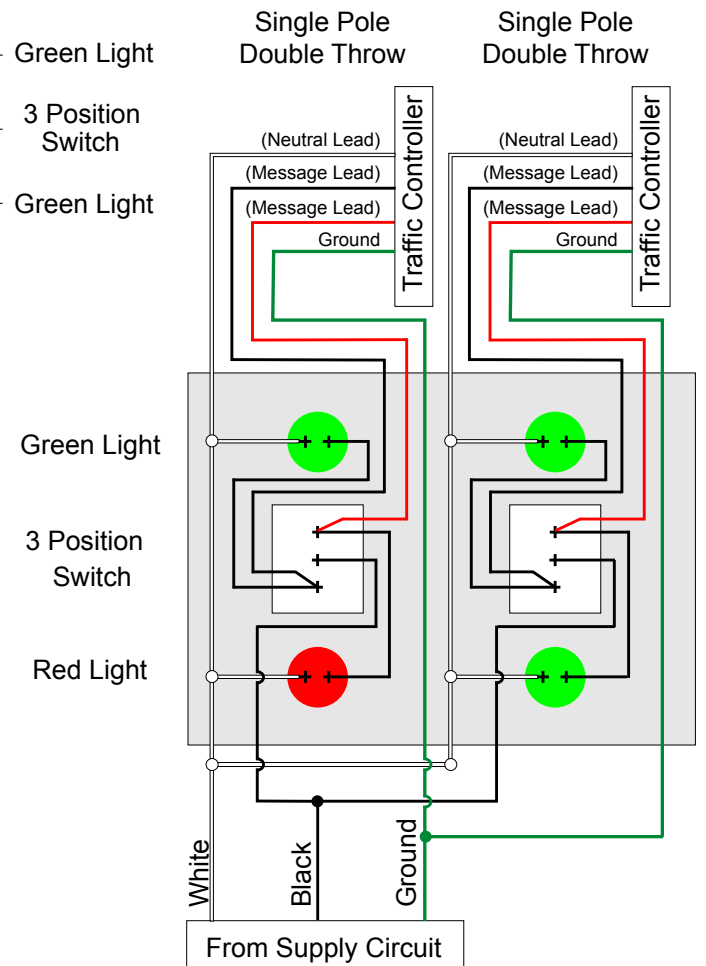 Single Pole
Double Throw
Single Pole
Double Throw
Green Light
3 Position
Switch
Green Light
(Neutral Lead)
(Message Lead)
(Message Lead)
Ground
Traffic Controller
(Neutral Lead)
(Message Lead)
(Message Lead)
Ground
Traffic Controller
Green Light
3 Position
Switch
Red Light
White
Black
Ground
From Supply Circuit